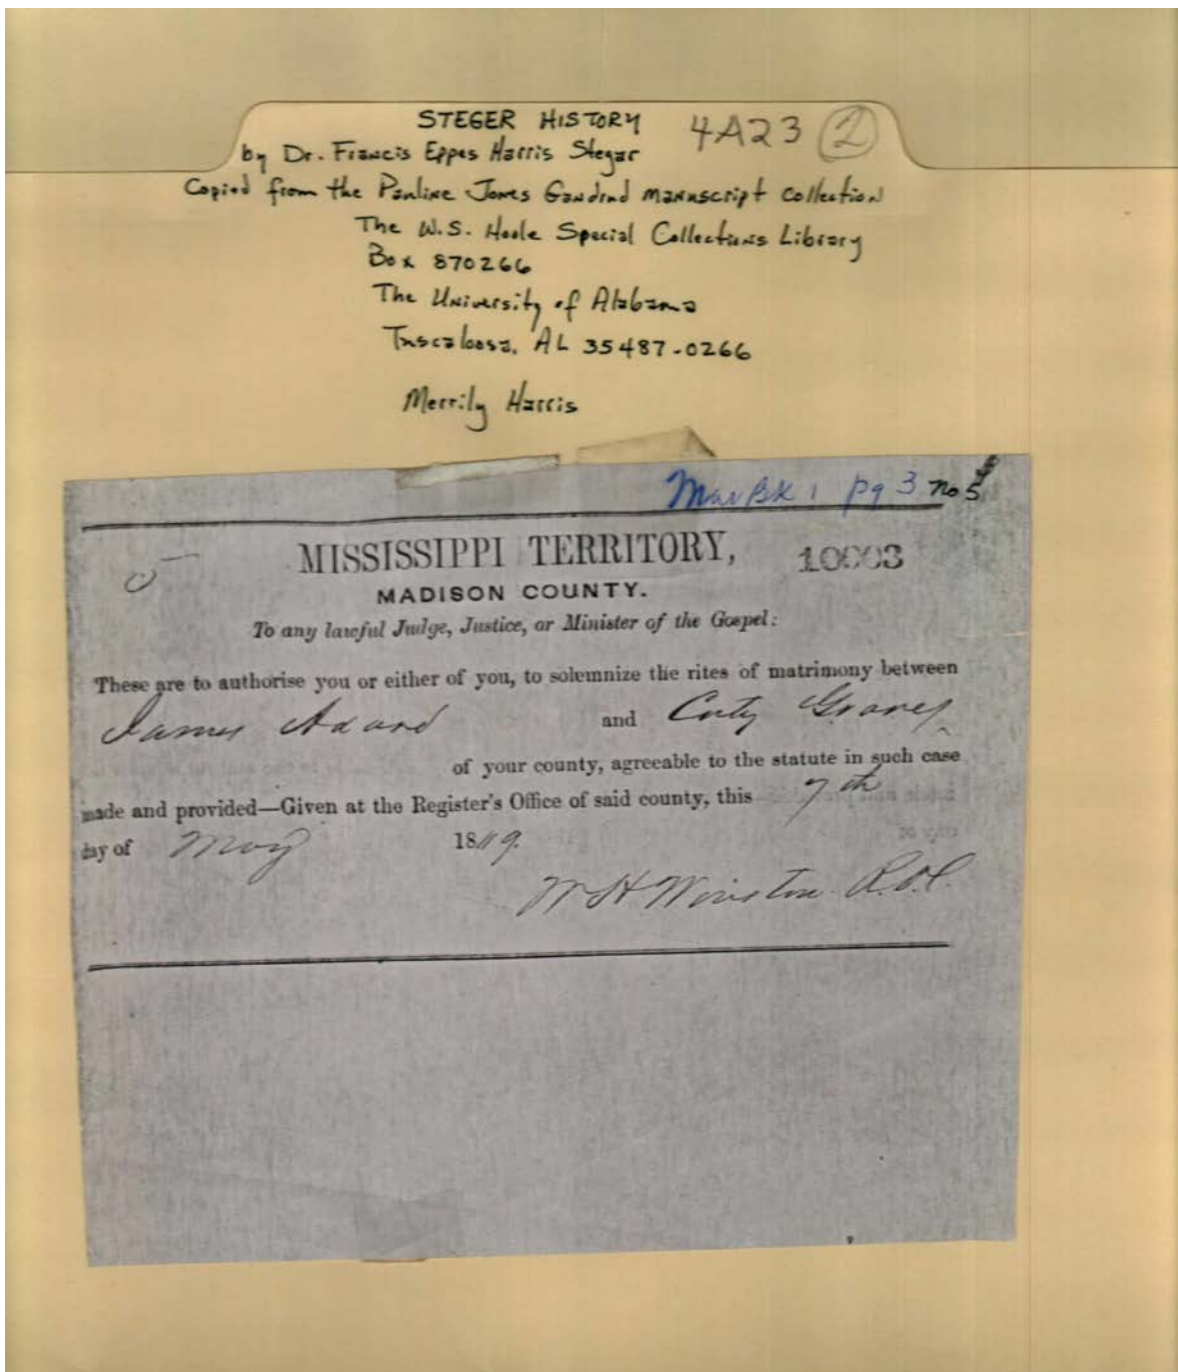 STEGER HISTORY 4A23 2
by Dr. Francis Eppes Harris Stegar
Copied from the Pauline Jones Gandrud manuscript collection
The W.S. Hoole Special Collections Library
Box 870266
The University of Alabama
Tuscaloosa, AL 35487-0266
Merrily Harris
Mar Bk 1 pg 3 no 5
MISSISSIPPI TERRITORY, 10003
MADISON COUNTY.
To any lawful Judge, Justice, or Minister of the Gospel:
These are to authorise you or either of you, to solemnize the rites of matrimony between
James and Graves
of your county, agreeable to the statute in such case
made and provided—Given at the Register's Office of said county, this 7th
day of May
W H Winston